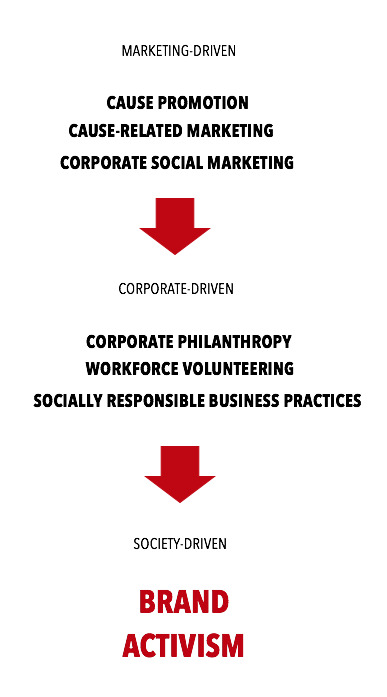 MARKETING-DRIVEN
CAUSE PROMOTION
CAUSE-RELATED MARKETING
CORPORATE SOCIAL MARKETING
CORPORATE-DRIVEN
CORPORATE PHILANTHROPY
WORKFORCE VOLUNTEERING
SOCIALLY RESPONSIBLE BUSINESS PRACTICES
SOCIETY-DRIVEN
BRAND
ACTIVISM